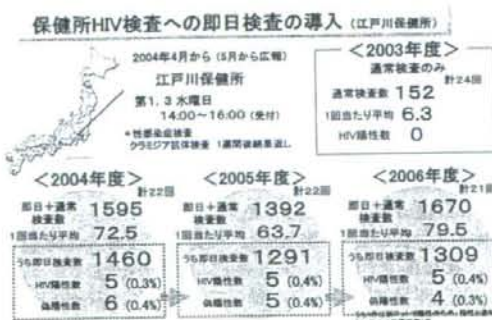 保健所HIV検査への即日検査の導入 (江戸川保健所)
2004年4月から (5月から広報)
江戸川保健所
第1, 3 水曜日
14:00~16:00 (受付)
*性感染症検査
クラミジア抗体検査 1週間後結果返し
<2003年度>
通常検査のみ
計24回
通常検査数 152
1回当たり平均 6.3
HIV陽性数 0
<2004年度>
計22回
即日+通常検査数 1595
1回当たり平均 72.5
うち即日検査数 1460
HIV陽性数 5 (0.3%)
偽陽性数 6 (0.4%)
<2005年度>
計22回
即日+通常検査数 1392
1回当たり平均 63.7
うち即日検査数 1291
HIV陽性数 5 (0.4%)
偽陽性数 5 (0.4%)
<2006年度>
計21回
即日+通常検査数 1670
1回当たり平均 79.5
うち即日検査数 1309
HIV陽性数 5 (0.4%)
偽陽性数 4 (0.3%)